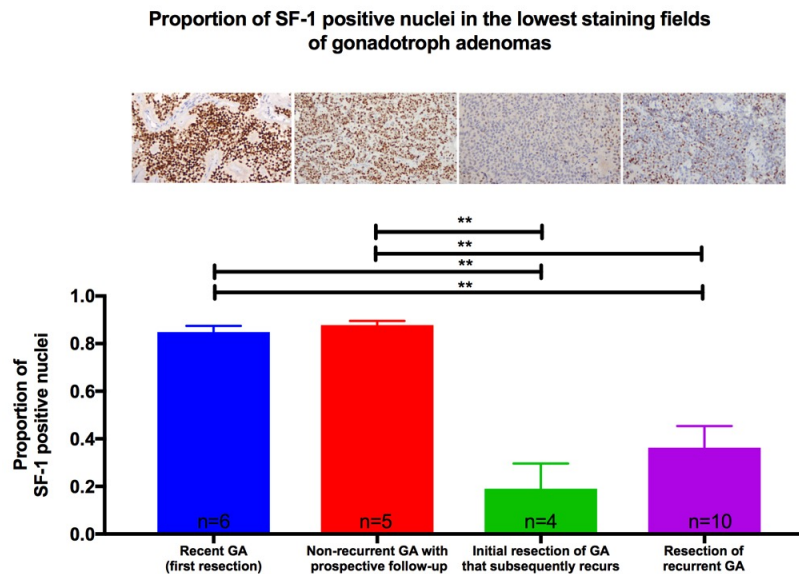 Proportion of SF-1 positive nuclei in the lowest staining fields
of gonadotroph adenomas
**
**
**
**
1.0
0.8
0.6
0.4
0.2
0.0
Proportion of
SF-1 positive nuclei
n=6
n=5
n=4
n=10
Recent GA
(first resection)
Non-recurrent GA with
prospective follow-up
Initial resection of GA
that subsequently recurs
Resection of
recurrent GA